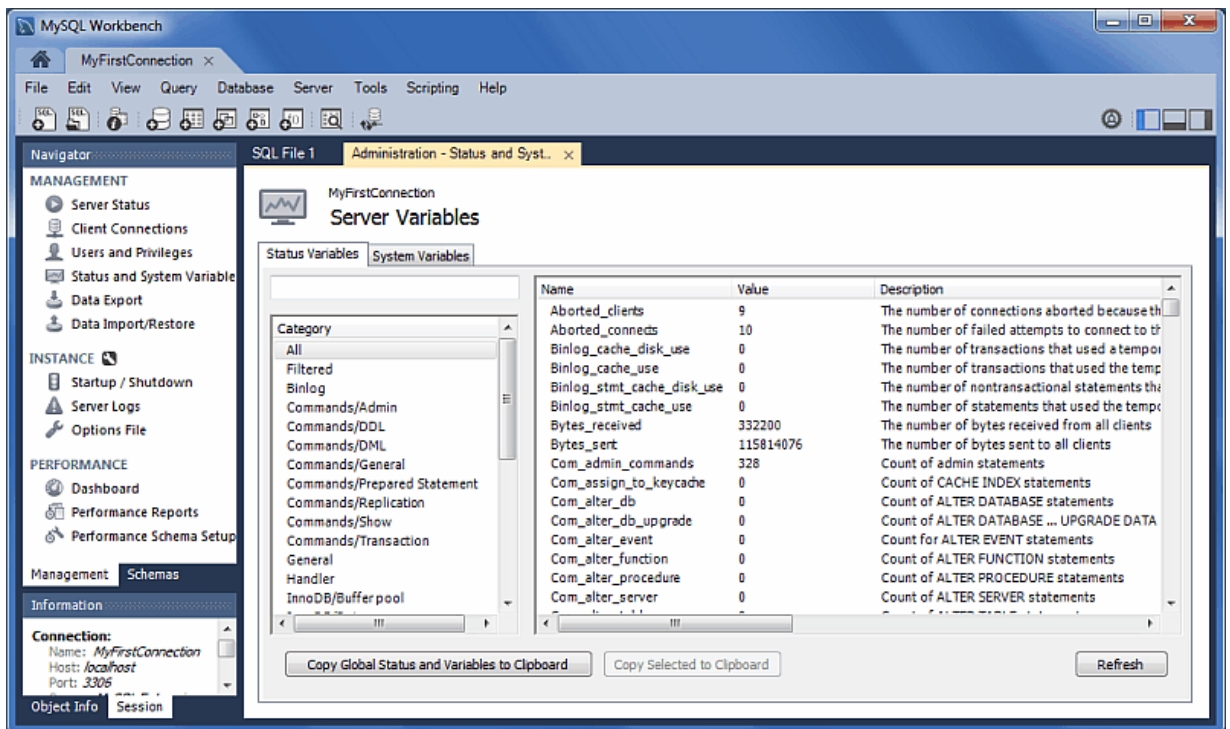 MySQL Workbench
MyFirstConnection ×
File Edit View Query Database Server Tools Scripting Help
Navigator
MANAGEMENT
Server Status
Client Connections
Users and Privileges
Status and System Variable
Data Export
Data Import/Restore
INSTANCE
Startup / Shutdown
Server Logs
Options File
PERFORMANCE
Dashboard
Performance Reports
Performance Schema Setup
Management Schemas
Information
Connection:
Name: MyFirstConnection
Host: localhost
Port: 3306
Object Info Session
SQL File 1 Administration - Status and Syst.. ×
MyFirstConnection
Server Variables
Status Variables System Variables
Category
All
Filtered
Binlog
Commands/Admin
Commands/DDL
Commands/DML
Commands/General
Commands/Prepared Statement
Commands/Replication
Commands/Show
Commands/Transaction
General
Handler
InnoDB/Bufferpool
Name Value Description
Aborted_clients 9 The number of connections aborted because th
Aborted_connects 10 The number of failed attempts to connect to th
Binlog_cache_disk_use 0 The number of transactions that used a tempor
Binlog_cache_use 0 The number of transactions that used the temp
Binlog_stmt_cache_disk_use 0 The number of nontransactional statements tha
Binlog_stmt_cache_use 0 The number of statements that used the tempo
Bytes_received 332200 The number of bytes received from all clients
Bytes_sent 115814076 The number of bytes sent to all clients
Com_admin_commands 328 Count of admin statements
Com_assign_to_keycache 0 Count of CACHE INDEX statements
Com_alter_db 0 Count of ALTER DATABASE statements
Com_alter_db_upgrade 0 Count of ALTER DATABASE ... UPGRADE DATA
Com_alter_event 0 Count for ALTER EVENT statements
Com_alter_function 0 Count of ALTER FUNCTION statements
Com_alter_procedure 0 Count of ALTER PROCEDURE statements
Com_alter_server 0 Count of ALTER SERVER statements
Copy Global Status and Variables to Clipboard Copy Selected to Clipboard Refresh